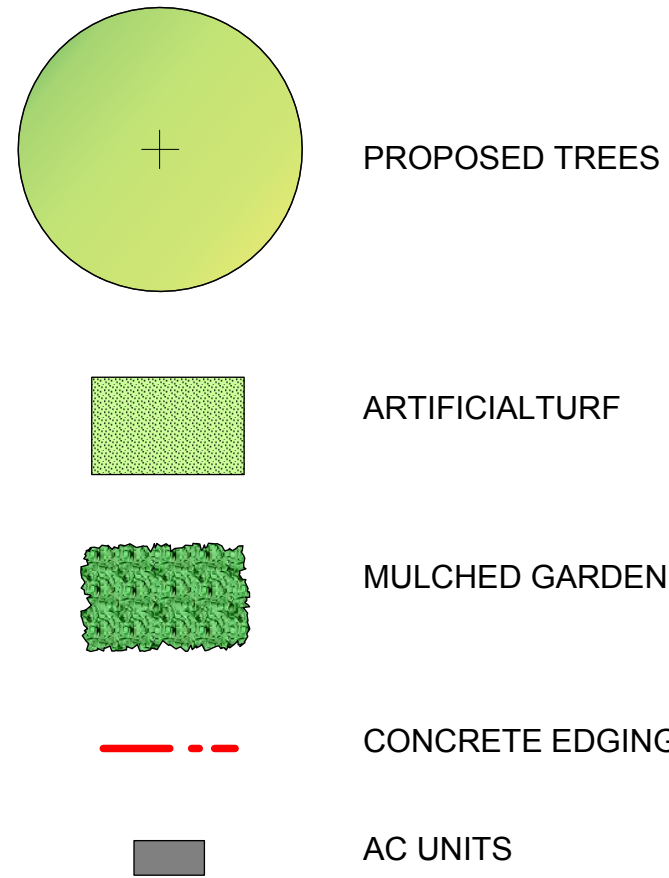 PROPOSED TREES
ARTIFICIALTURF
MULCHED GARDEN
CONCRETE EDGING
AC UNITS